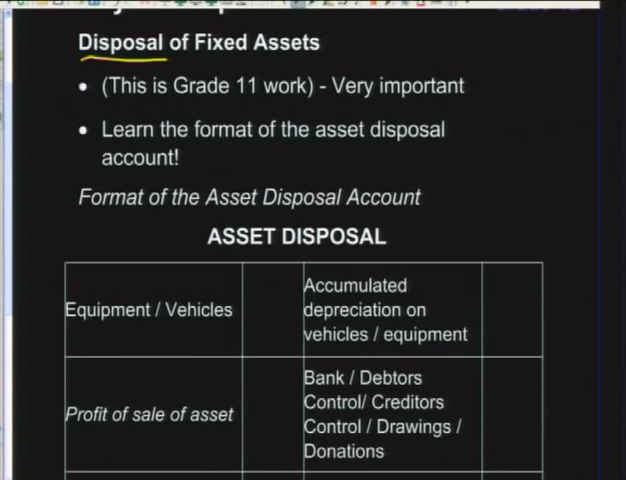 Disposal of Fixed Assets
• (This is Grade 11 work) - Very important
• Learn the format of the asset disposal
account!
Format of the Asset Disposal Account
ASSET DISPOSAL
Equipment / Vehicles
Accumulated
depreciation on
vehicles / equipment
Profit of sale of asset
Bank / Debtors
Control/ Creditors
Control / Drawings /
Donations